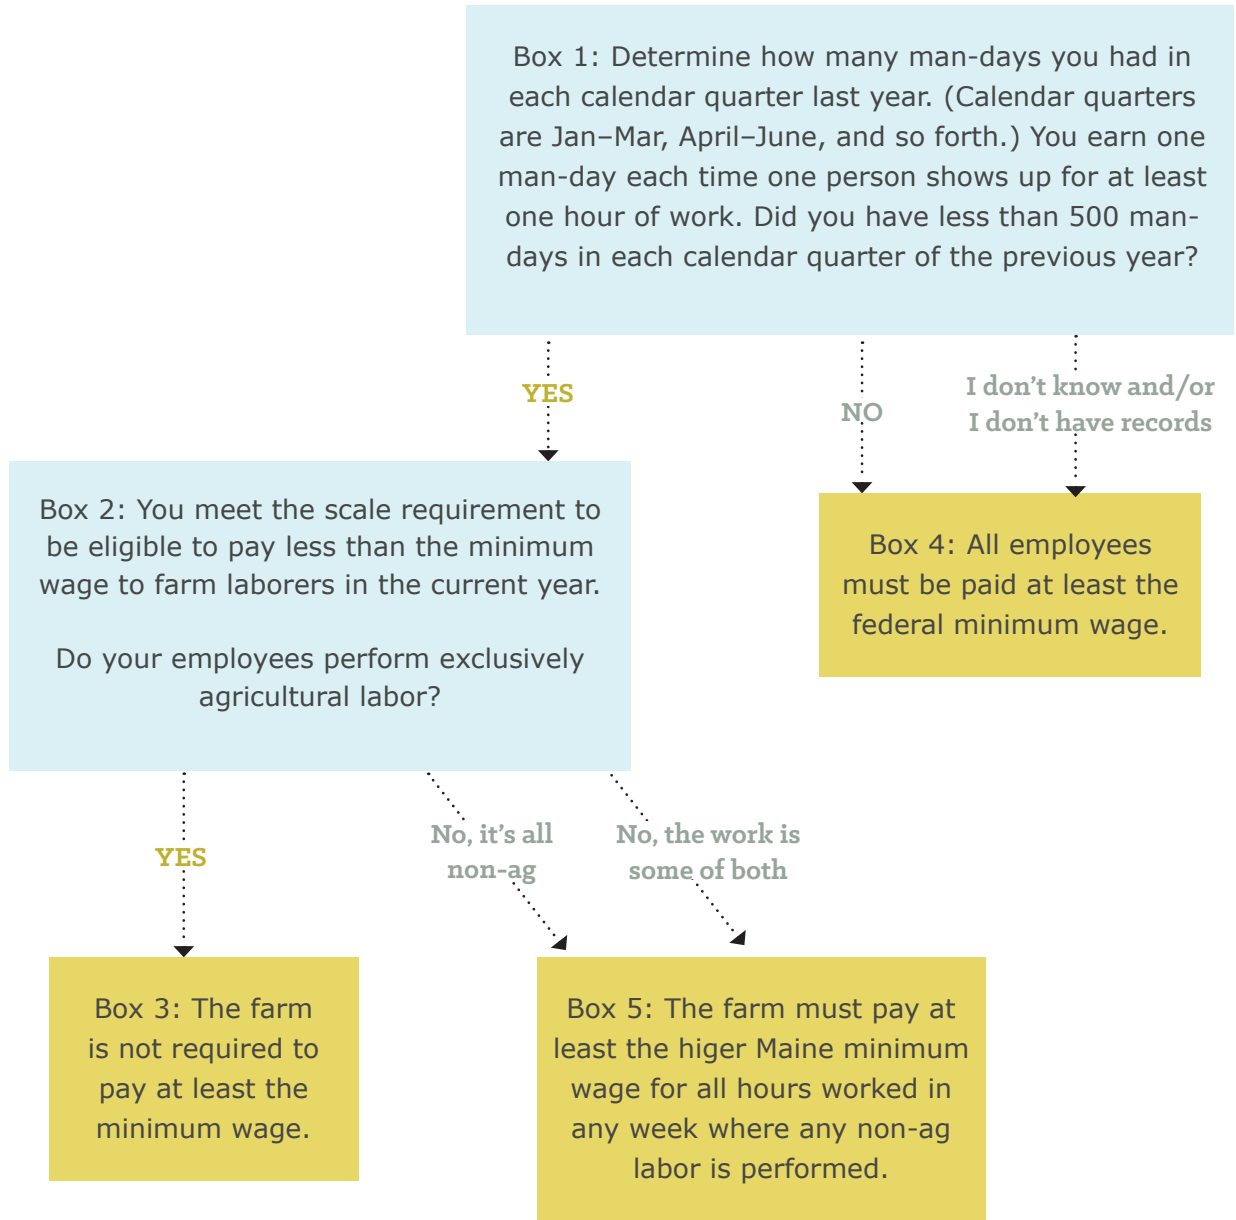 Box 1: Determine how many man-days you had in
each calendar quarter last year. (Calendar quarters
are Jan–Mar, April–June, and so forth.) You earn one
man-day each time one person shows up for at least
one hour of work. Did you have less than 500 man-
days in each calendar quarter of the previous year?
YES
NO
I don’t know and/or
I don’t have records
Box 2: You meet the scale requirement to
be eligible to pay less than the minimum
wage to farm laborers in the current year.
Do your employees perform exclusively
agricultural labor?
Box 4: All employees
must be paid at least the
federal minimum wage.
YES
No, it’s all
non-ag
No, the work is
some of both
Box 3: The farm
is not required to
pay at least the
minimum wage.
Box 5: The farm must pay at
least the higer Maine minimum
wage for all hours worked in
any week where any non-ag
labor is performed.